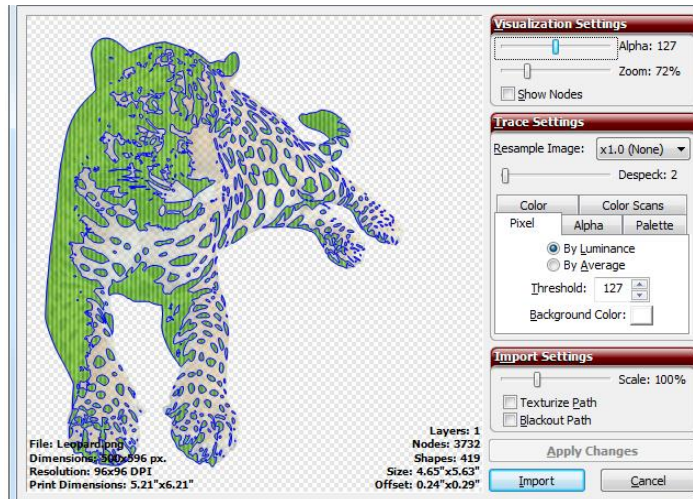 Visualization Settings
Alpha: 127
Zoom: 72%
Show Nodes
Trace Settings
Resample Image: x1.0 (None)
Despeck: 2
Color Color Scans
Pixel Alpha Palette
By Luminance
By Average
Threshold: 127
Background Color:
Import Settings
Scale: 100%
Texturize Path
Blackout Path
Apply Changes
Import Cancel
File: Leopard.png
Dimensions: 500x596 px.
Resolution: 96x96 DPI
Print Dimensions: 5.21"x6.21"
Layers: 1
Nodes: 3732
Shapes: 419
Size: 4.65"x5.63"
Offset: 0.24"x0.29"